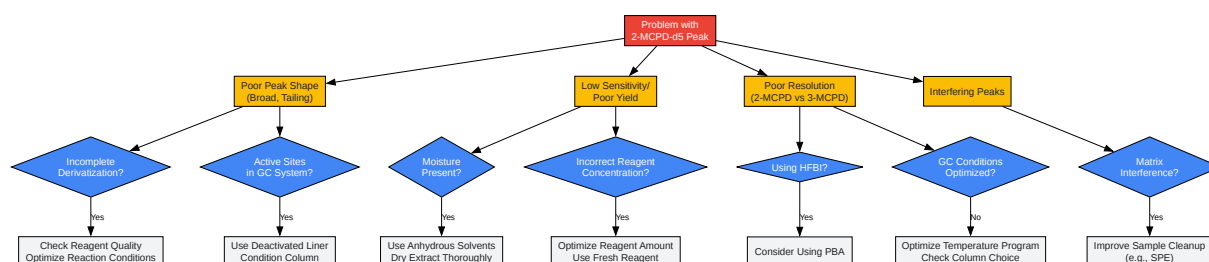 Problem with
2-MCPD-d5 Peak
Poor Peak Shape
(Broad, Tailing)
Low Sensitivity/
Poor Yield
Poor Resolution
(2-MCPD vs 3-MCPD)
Interfering Peaks
Incomplete
Derivatization?
Active Sites
in GC System?
Moisture
Present?
Incorrect Reagent
Concentration?
Using HFBI?
GC Conditions
Optimized?
Matrix
Interference?
Yes
Yes
Yes
Yes
Yes
No
Yes
Check Reagent Quality
Optimize Reaction Conditions
Use Deactivated Liner
Condition Column
Use Anhydrous Solvents
Dry Extract Thoroughly
Optimize Reagent Amount
Use Fresh Reagent
Consider Using PBA
Optimize Temperature Program
Check Column Choice
Improve Sample Cleanup
(e.g., SPE)